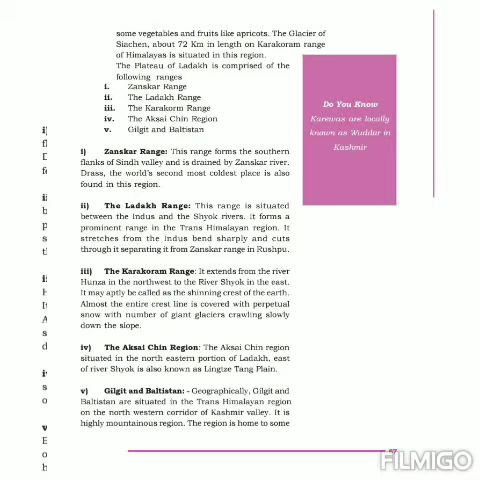 some vegetables and fruits like apricots. The Glacier of
Siachen, about 72 Km in length on Karakoram range
of Himalayas is situated in this region.
The Plateau of Ladakh is comprised of the
following ranges
i. Zanskar Range
ii. The Ladakh Range
iii. The Karakorm Range
iv. The Aksai Chin Region
v. Gilgit and Baltistan
Do You Know
Karewas are locally
known as Wuddar in
Kashmir
i) Zanskar Range: This range forms the southern
flanks of Sindh valley and is drained by Zanskar river.
Drass, the world's second most coldest place is also
found in this region.
ii) The Ladakh Range: This range is situated
between the Indus and the Shyok rivers. It forms a
prominent range in the Trans Himalayan region. It
stretches from the Indus bend sharply and cuts
through it separating it from Zanskar range in Rushpu.
iii) The Karakoram Range: It extends from the river
Hunza in the northwest to the River Shyok in the east.
It may aptly be called as the shinning crest of the earth.
Almost the entire crest line is covered with perpetual
snow with number of giant glaciers crawling slowly
down the slope.
iv) The Aksai Chin Region: The Aksai Chin region
situated in the north eastern portion of Ladakh, east
of river Shyok is also known as Lingtze Tang Plain.
v) Gilgit and Baltistan: - Geographically, Gilgit and
Baltistan are situated in the Trans Himalayan region
on the north western corridor of Kashmir valley. It is
highly mountainous region. The region is home to some
FILMIGO